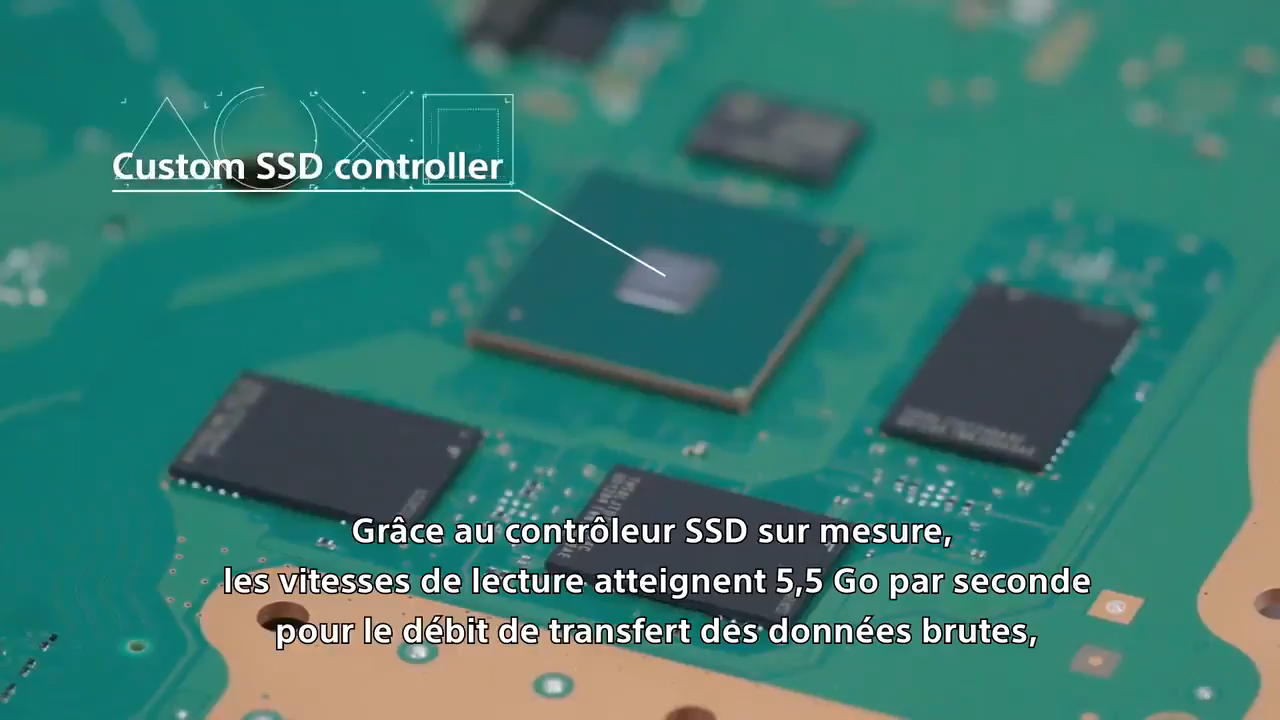 Custom SSD controller
Grâce au contrôleur SSD sur mesure,
les vitesses de lecture atteignent 5,5 Go par seconde
pour le débit de transfert des données brutes,